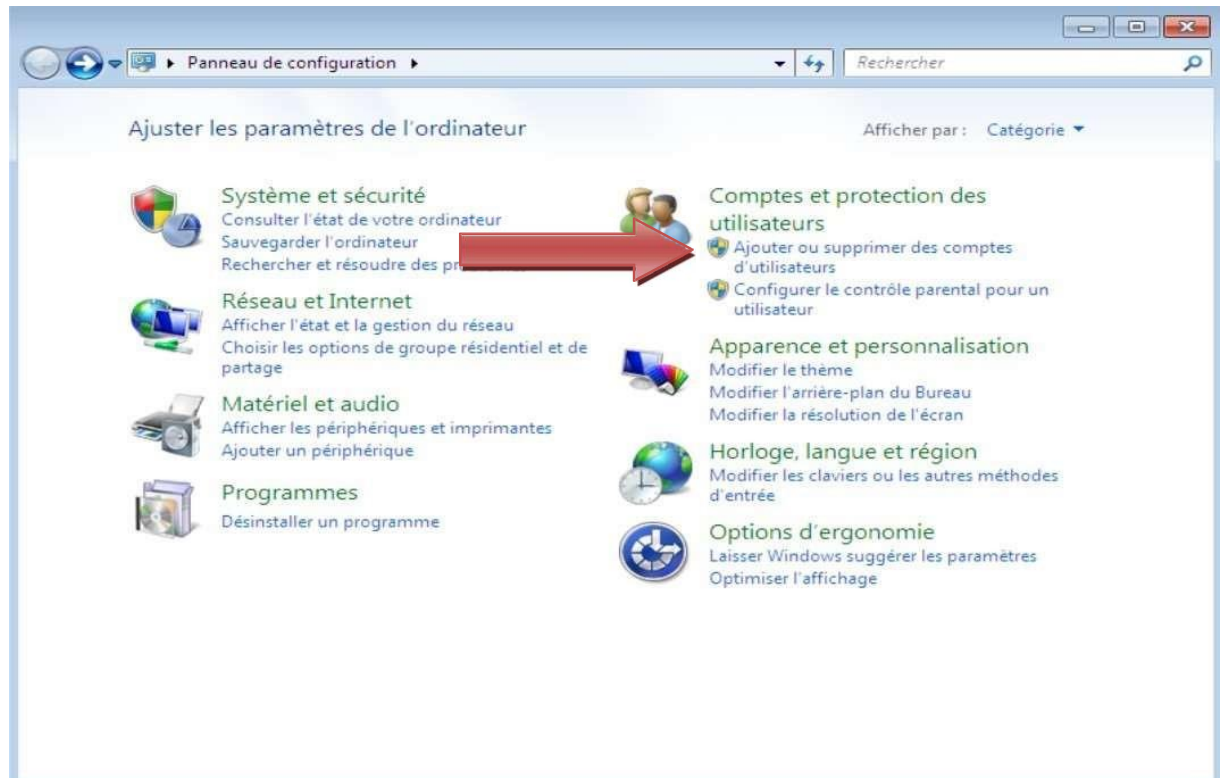 Panneau de configuration
Rechercher
Ajuster les paramètres de l'ordinateur
Afficher par : Catégorie
Système et sécurité
Consulter l'état de votre ordinateur
Sauvegarder l'ordinateur
Rechercher et résoudre des
Réseau et Internet
Afficher l'état et la gestion du réseau
Choisir les options de groupe résidentiel et de
partage
Matériel et audio
Afficher les périphériques et imprimantes
Ajouter un périphérique
Programmes
Désinstaller un programme
Comptes et protection des
utilisateurs
Ajouter ou supprimer des comptes
d'utilisateurs
Configurer le contrôle parental pour un
utilisateur
Apparence et personnalisation
Modifier le thème
Modifier l'arrière-plan du Bureau
Modifier la résolution de l'écran
Horloge, langue et région
Modifier les claviers ou les autres méthodes
d'entrée
Options d'ergonomie
Laisser Windows suggérer les paramètres
Optimiser l'affichage